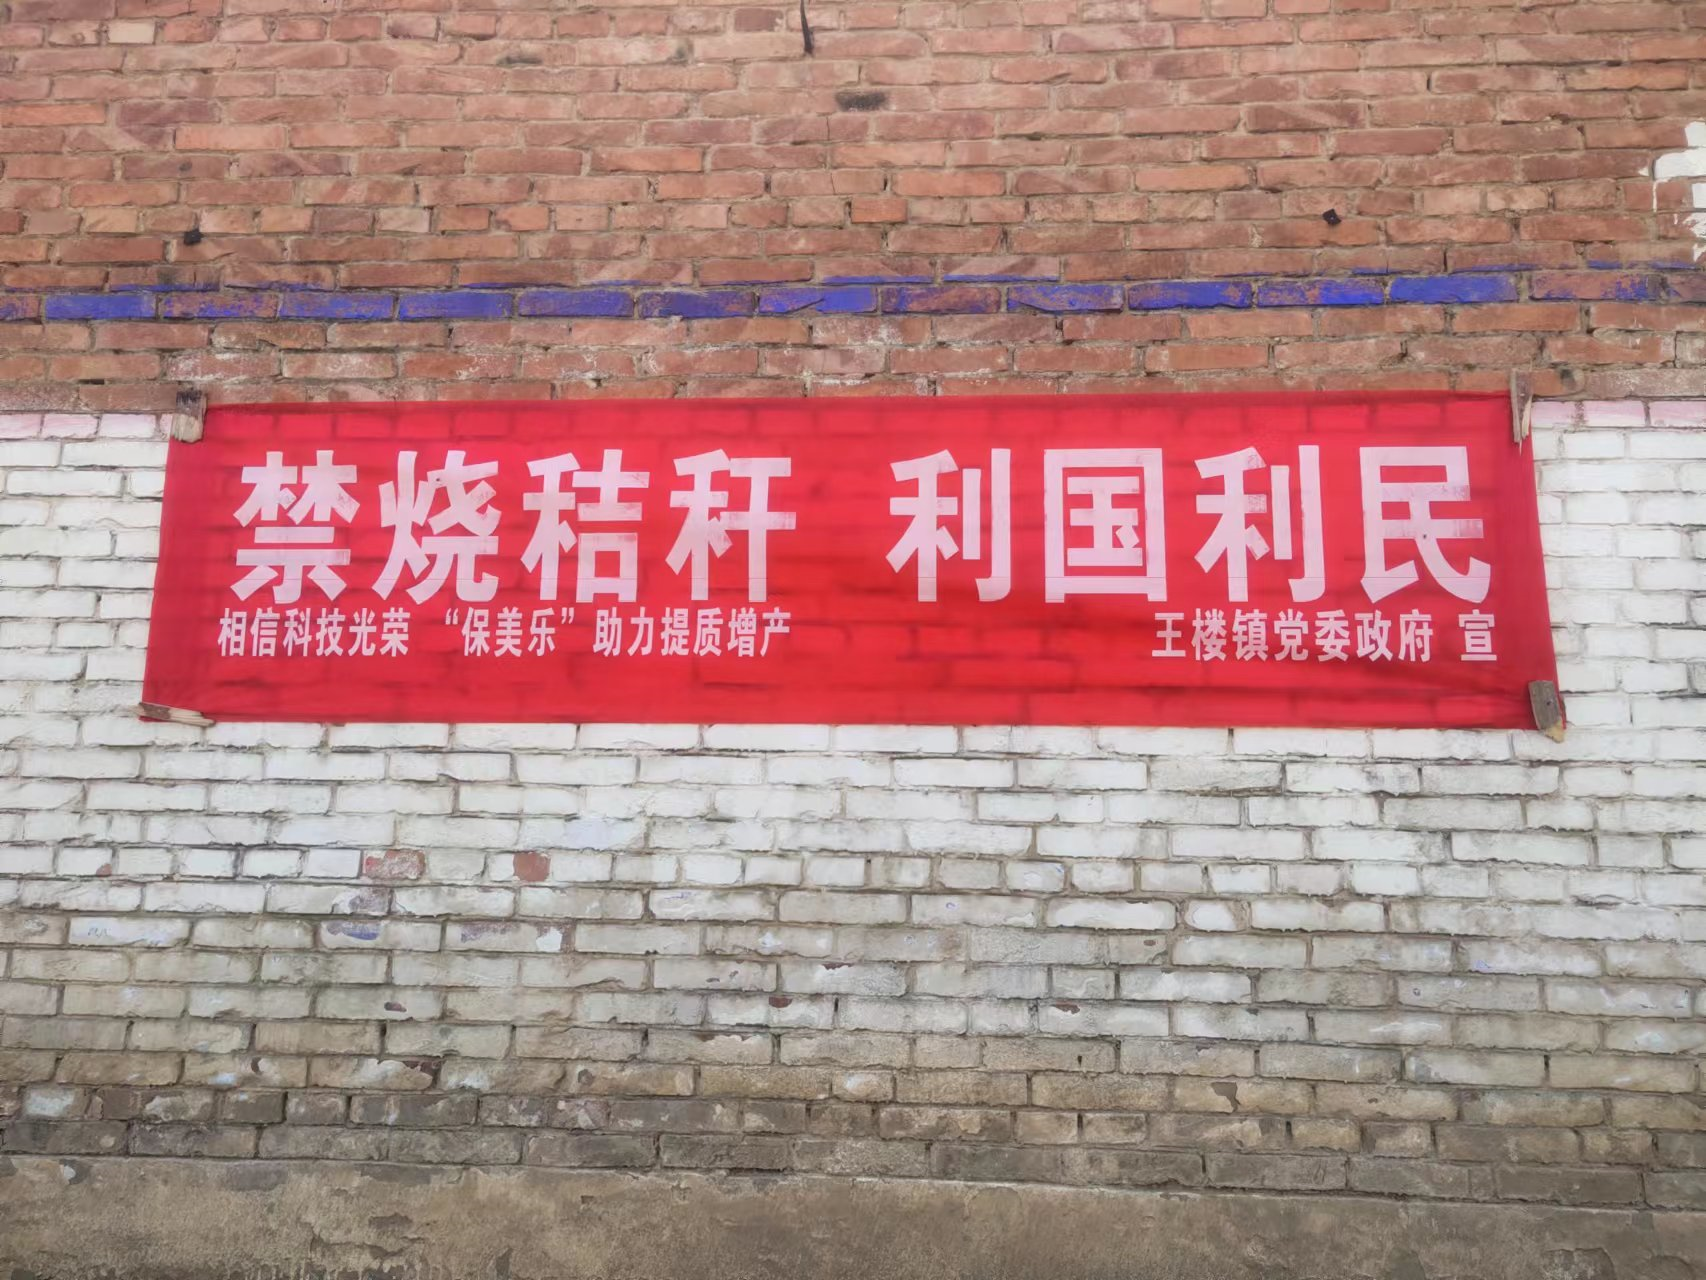 禁烧秸秆 利国利民
相信科技光荣 “保美乐”助力提质增产
王楼镇党委政府 宣